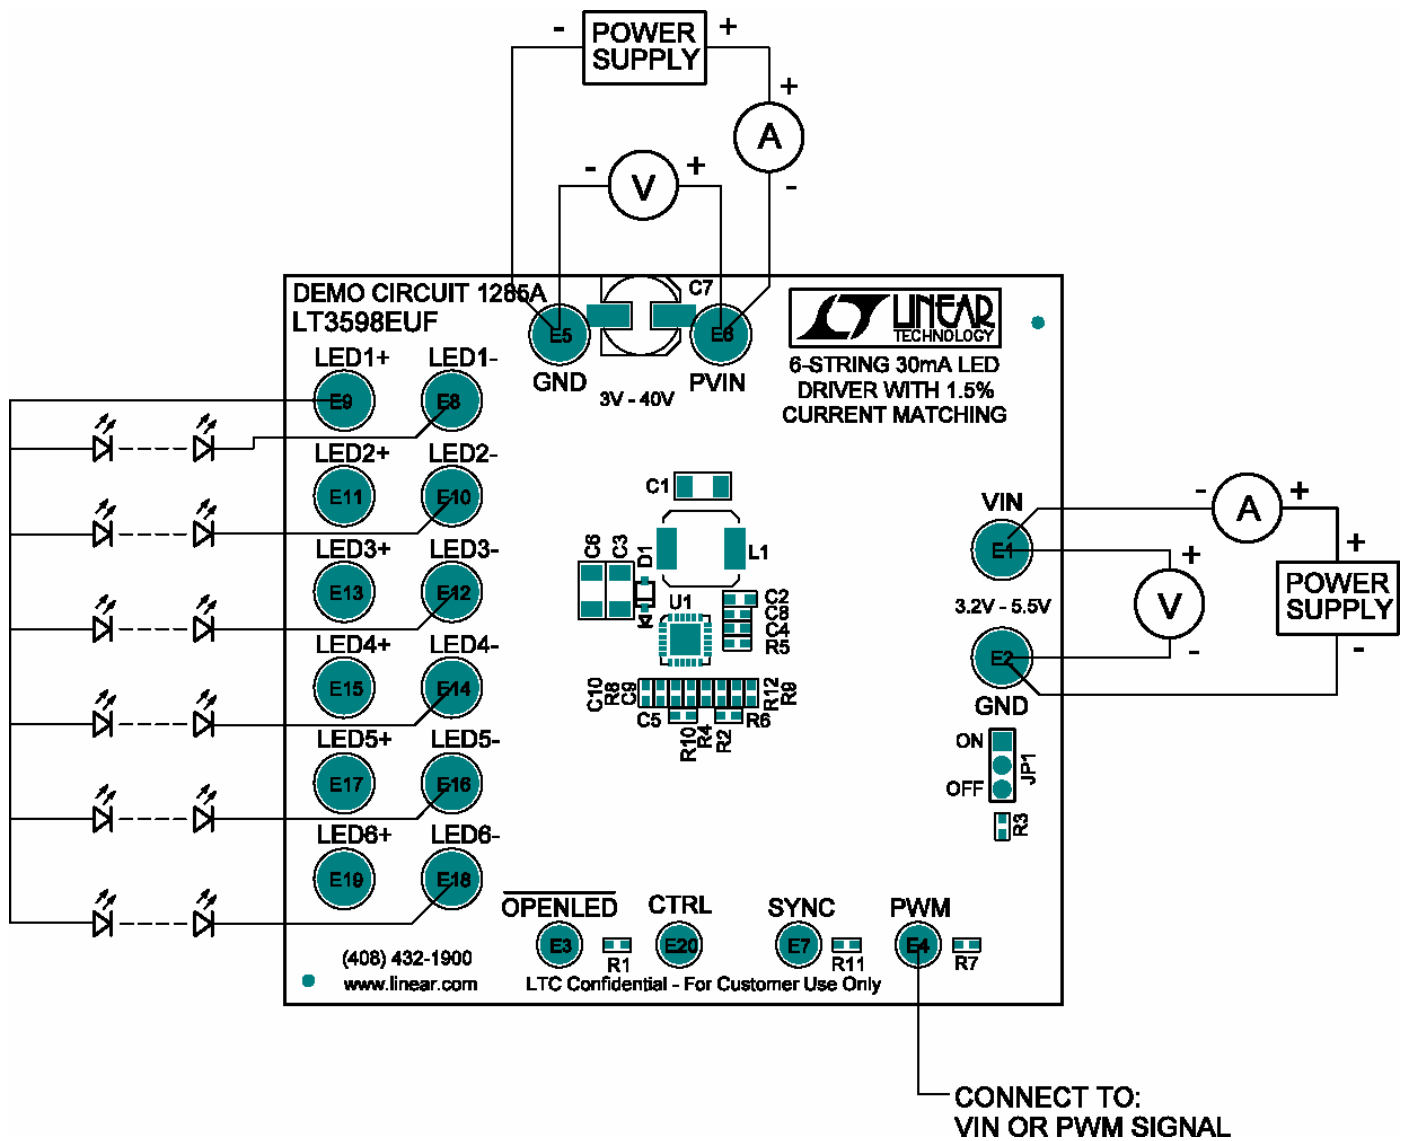 - POWER +
SUPPLY
+
A
-
- V +
DEMO CIRCUIT 1285A
LT3598EUF
C7
LINEAR
TECHNOLOGY
6-STRING 30mA LED
DRIVER WITH 1.5%
CURRENT MATCHING
E5
E6
GND
PVIN
3V - 40V
LED1+ LED1-
E9 E8
LED2+ LED2-
E11 E10
LED3+ LED3-
E13 E12
LED4+ LED4-
E15 E14
LED5+ LED5-
E17 E16
LED6+ LED6-
E19 E18
C1
C6
C3
D1
L1
U1
C2
C8
C4
R5
C10
R8
C9
R12
R9
C5
R10
R4
R2
R6
VIN
E1
3.2V - 5.5V
E2
GND
- A +
+
V
-
+
POWER
SUPPLY
-
ON
OFF
JP1
R3
OPENLED CTRL SYNC PWM
E3 E20 E7 E4
R1 R11 R7
(408) 432-1900
www.linear.com
LTC Confidential - For Customer Use Only
CONNECT TO:
VIN OR PWM SIGNAL